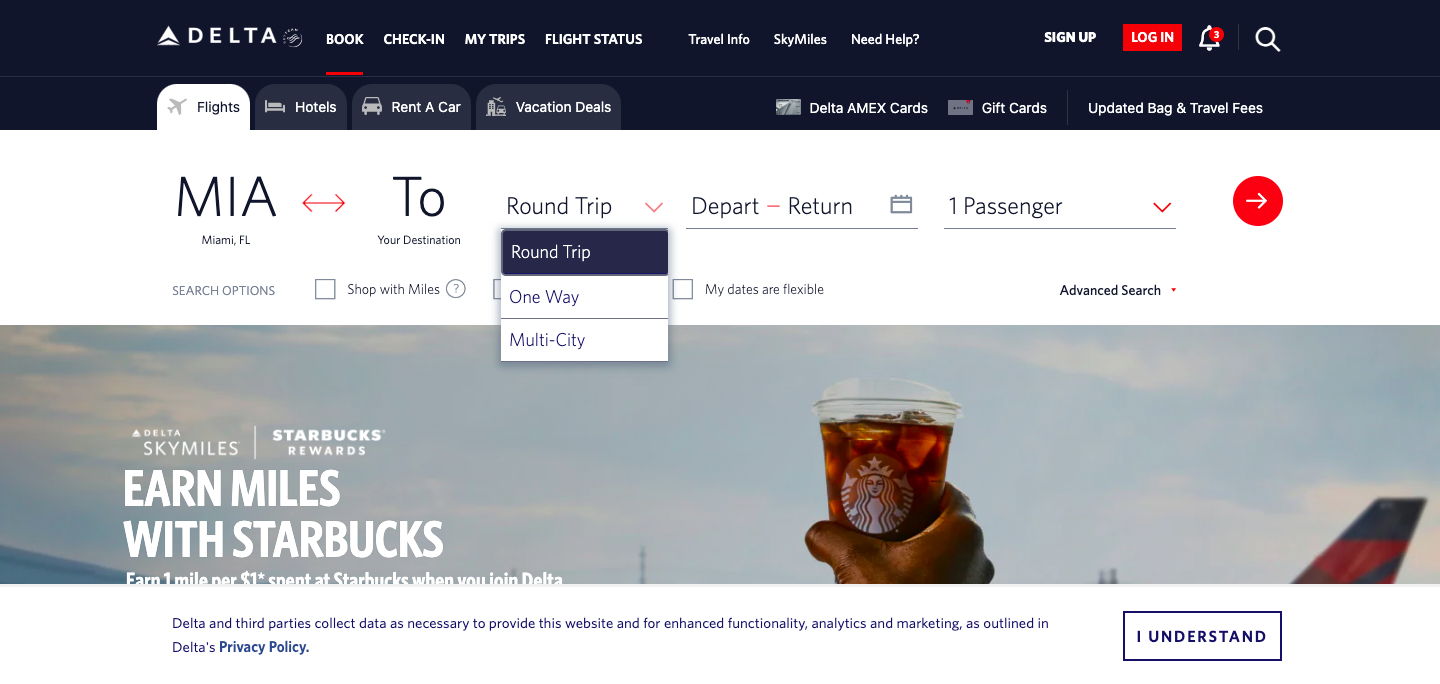 DELTA
BOOK
CHECK-IN
MY TRIPS
FLIGHT STATUS
Travel Info
SkyMiles
Need Help?
SIGN UP
LOG IN
3
Flights
Hotels
Rent A Car
Vacation Deals
Delta AMEX Cards
Gift Cards
Updated Bag & Travel Fees
MIA
To
Round Trip
Depart – Return
1 Passenger
Miami, FL
Your Destination
Round Trip
One Way
Multi-City
SEARCH OPTIONS
Shop with Miles ?
My dates are flexible
Advanced Search
DELTA
SKYMILES
STARBUCKS®
REWARDS
EARN MILES
WITH STARBUCKS
Earn 1 mile per $1* spent at Starbucks when you join Delta
Delta and third parties collect data as necessary to provide this website and for enhanced functionality, analytics and marketing, as outlined in
Delta's Privacy Policy.
I UNDERSTAND